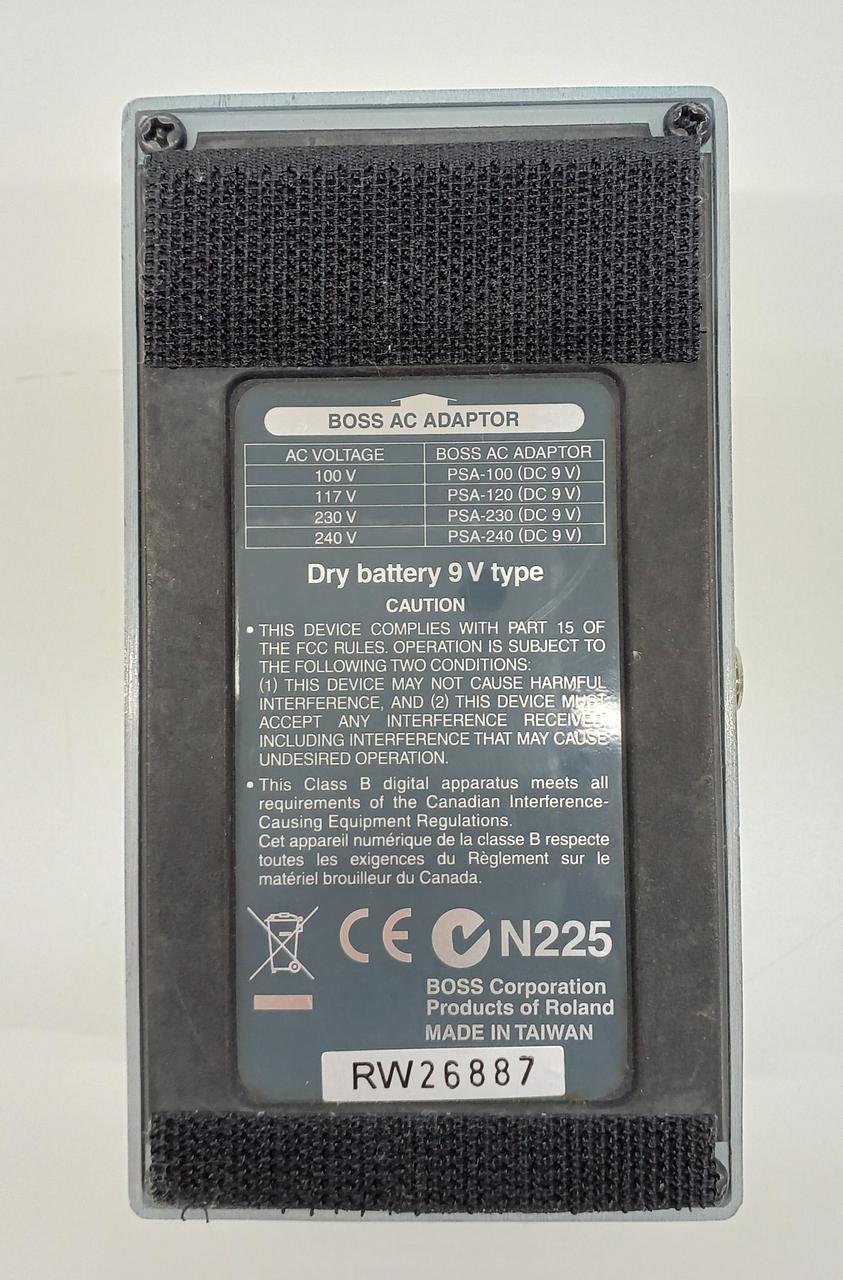 BOSS AC ADAPTOR
AC VOLTAGE BOSS AC ADAPTOR
100 V PSA-100 (DC 9 V)
117 V PSA-120 (DC 9 V)
230 V PSA-230 (DC 9 V)
240 V PSA-240 (DC 9 V)
Dry battery 9 V type
CAUTION
• THIS DEVICE COMPLIES WITH PART 15 OF
THE FCC RULES. OPERATION IS SUBJECT TO
THE FOLLOWING TWO CONDITIONS:
(1) THIS DEVICE MAY NOT CAUSE HARMFUL
INTERFERENCE, AND (2) THIS DEVICE MUST
ACCEPT ANY INTERFERENCE RECEIVED
INCLUDING INTERFERENCE THAT MAY CAUSE
UNDESIRED OPERATION.
• This Class B digital apparatus meets all
requirements of the Canadian Interference-
Causing Equipment Regulations.
Cet appareil numérique de la classe B respecte
toutes les exigences du Règlement sur le
matériel brouilleur du Canada.
CE N225
BOSS Corporation
Products of Roland
MADE IN TAIWAN
RW26887